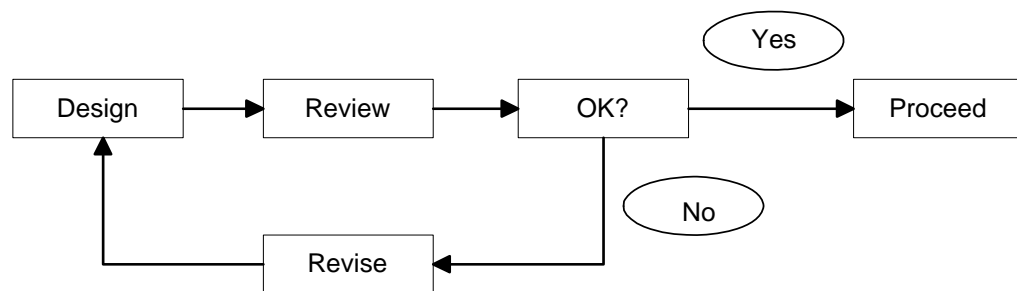 Yes
Design
Review
OK?
Proceed
No
Revise